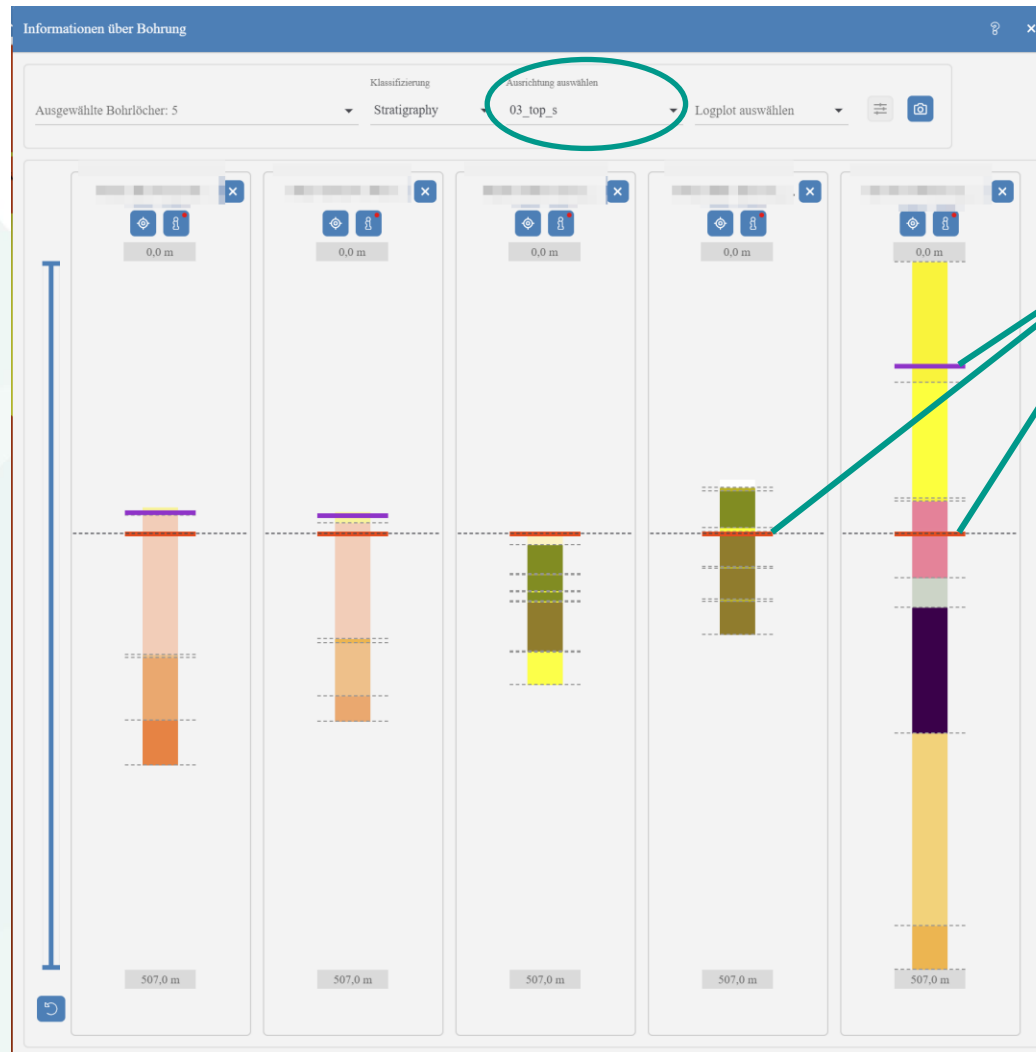 Informationen über Bohrung
Klassifizierung
Ausrichtung auswählen
Ausgewählte Bohrlöcher: 5
Stratigraphy
03_top_s
Logplot auswählen
0,0 m
0,0 m
0,0 m
0,0 m
0,0 m
507,0 m
507,0 m
507,0 m
507,0 m
507,0 m